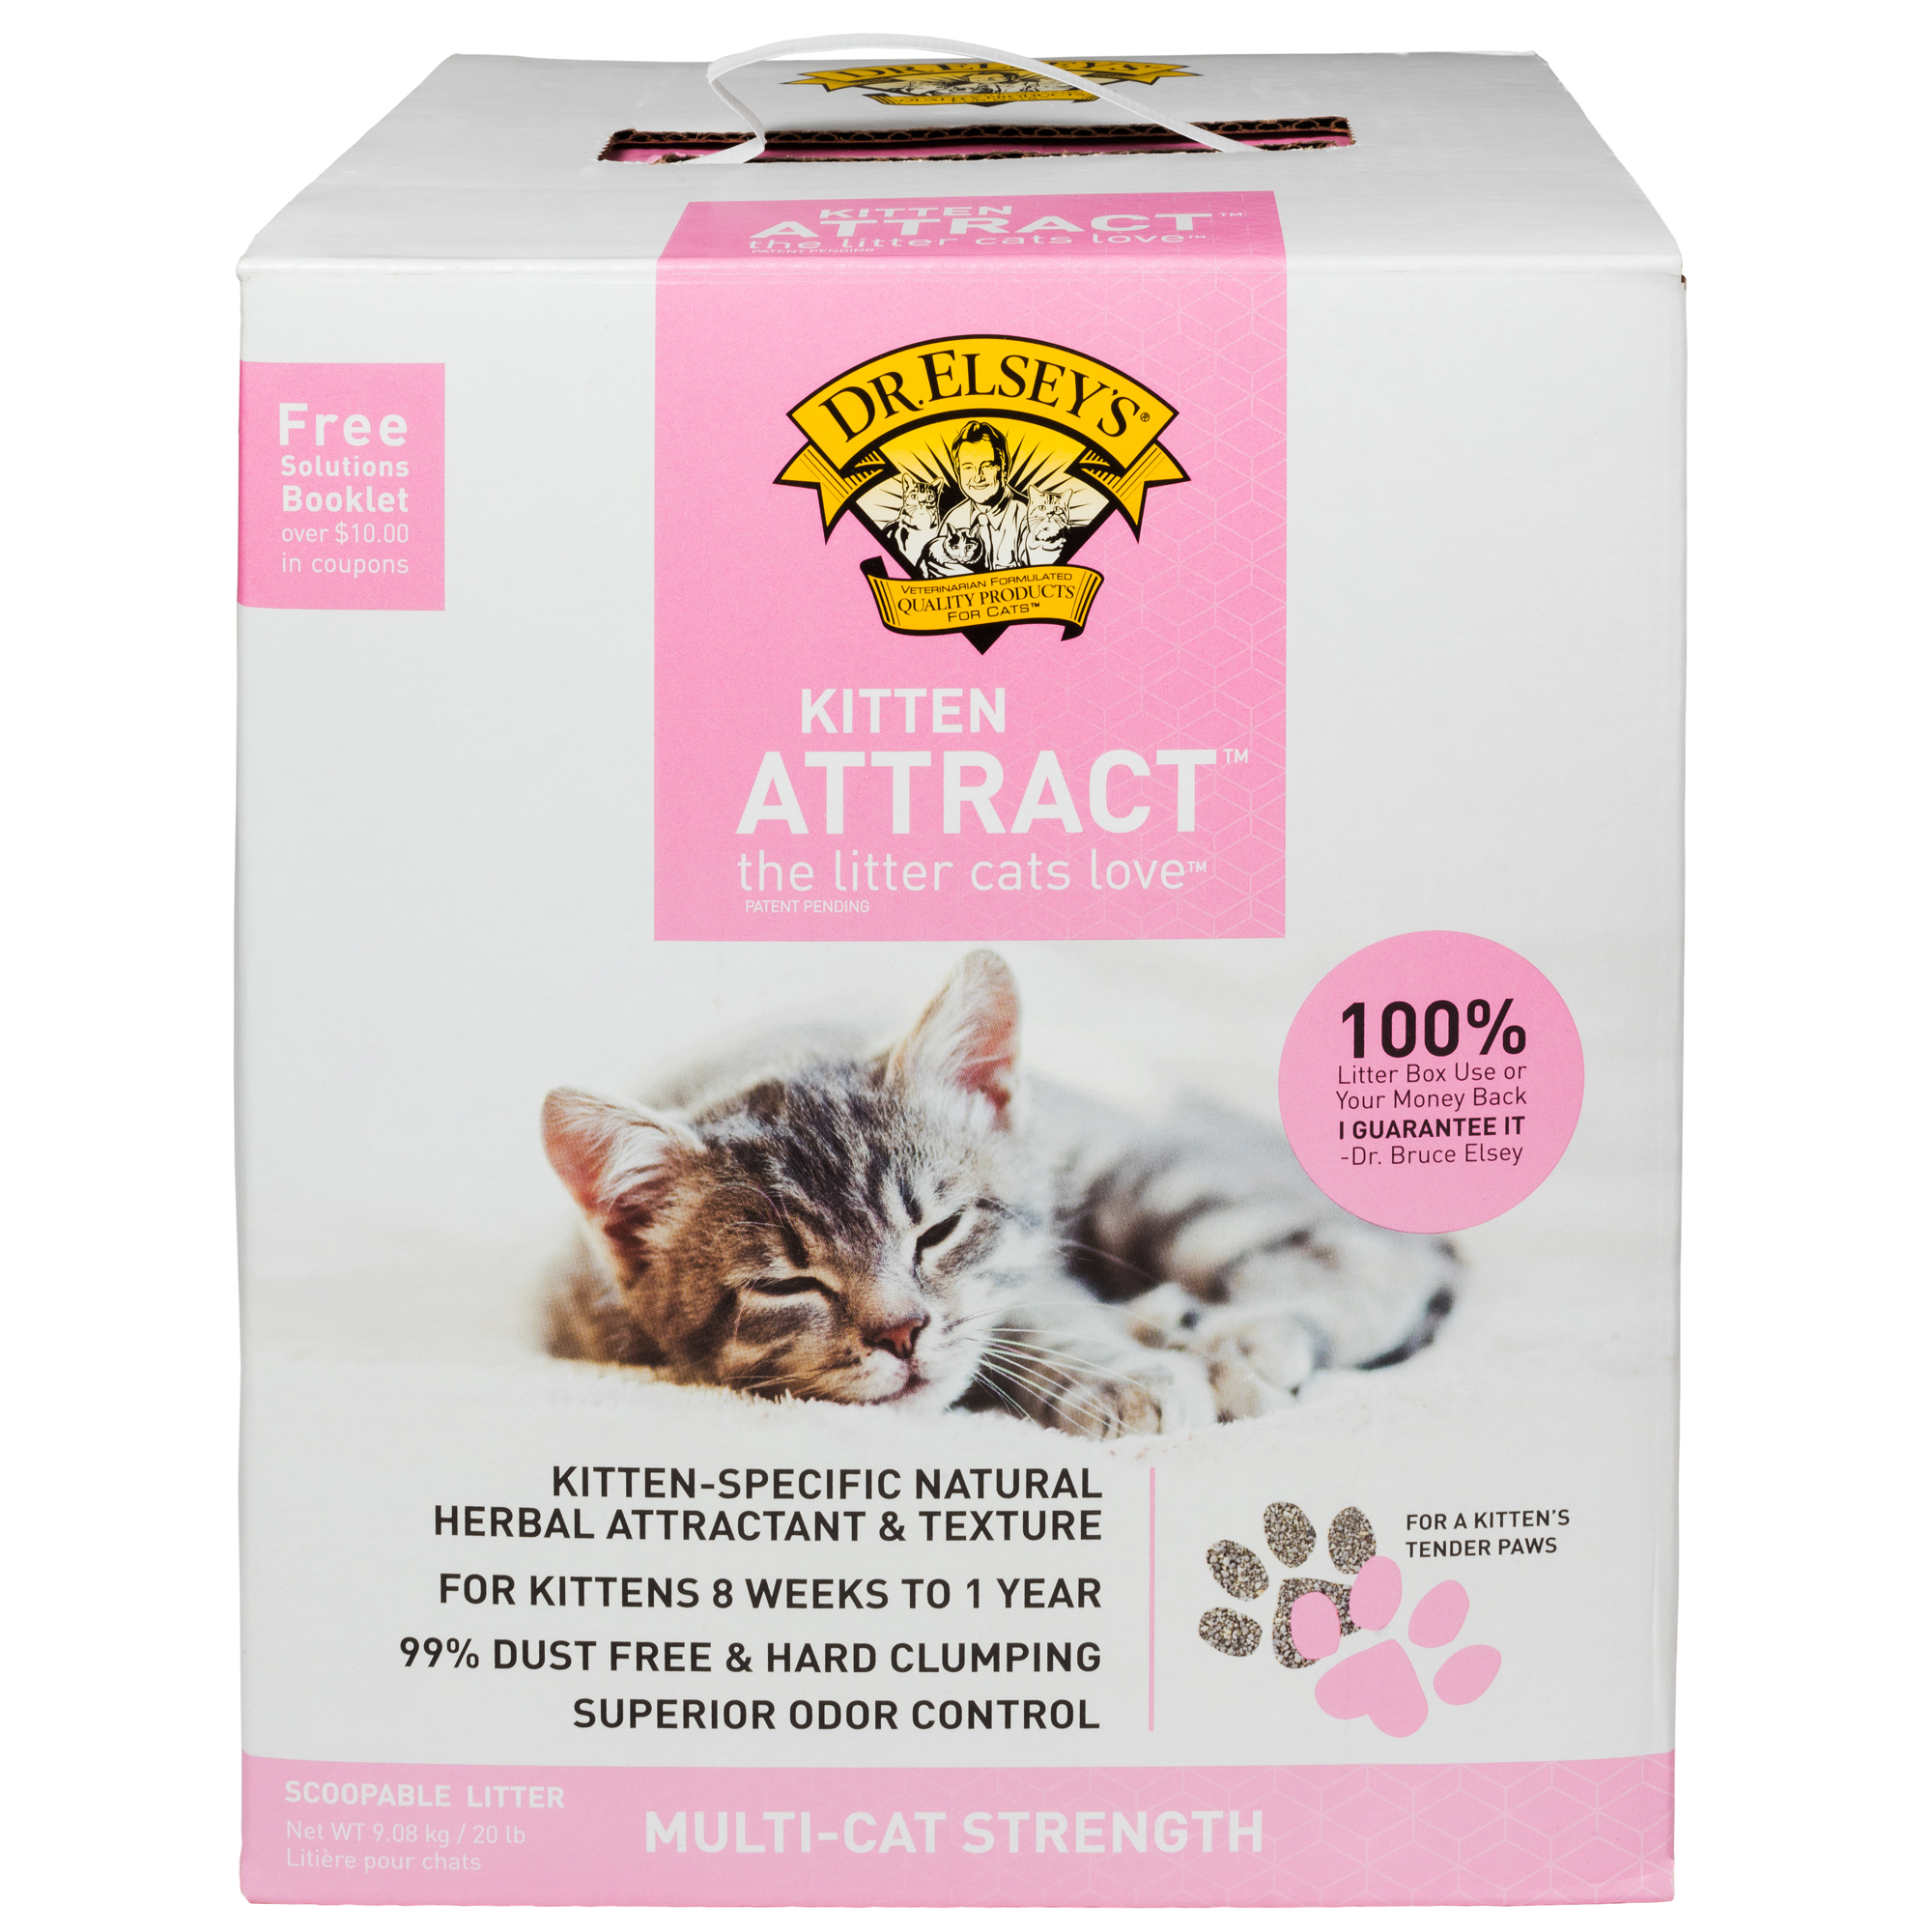 DR. ELSEY'S
QUALITY PRODUCTS
KITTEN
ATTRACT™
the litter cats love™
PATENT PENDING
Free
Solutions
Booklet
over $10.00
in coupons
DR. ELSEY'S®
VETERINARIAN FORMULATED
QUALITY PRODUCTS
FOR CATS™
KITTEN
ATTRACT™
the litter cats love™
PATENT PENDING
100%
Litter Box Use or
Your Money Back
I GUARANTEE IT
-Dr. Bruce Elsey
KITTEN-SPECIFIC NATURAL
HERBAL ATTRACTANT & TEXTURE
FOR KITTENS 8 WEEKS TO 1 YEAR
99% DUST FREE & HARD CLUMPING
SUPERIOR ODOR CONTROL
FOR A KITTEN'S
TENDER PAWS
SCOOPABLE LITTER
Net WT 9.08 kg / 20 lb
Litière pour chats
MULTI-CAT STRENGTH